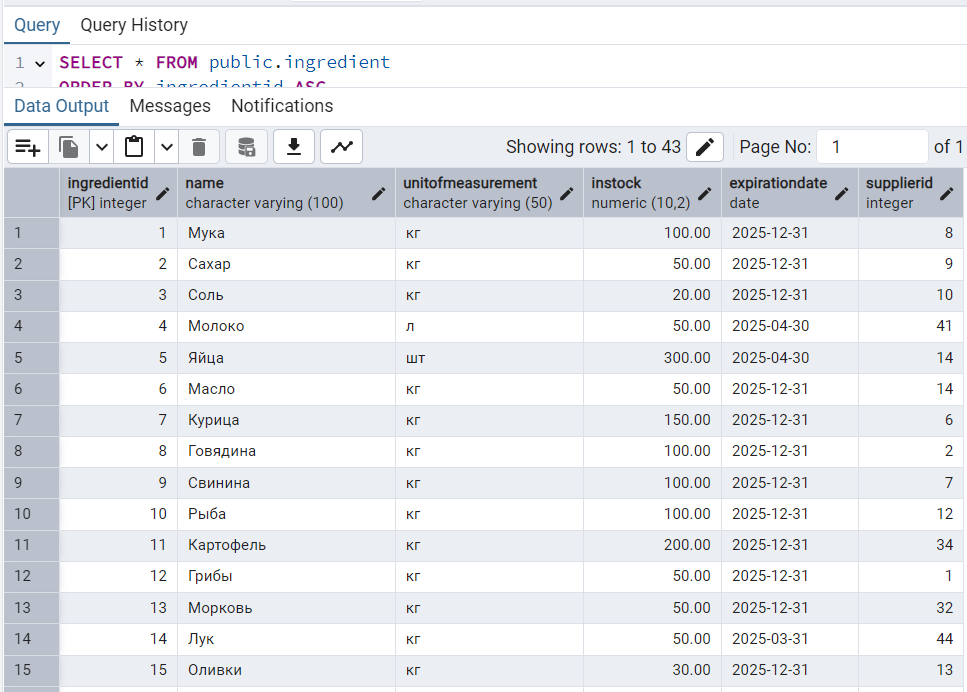 Query Query History
1 SELECT * FROM public.ingredient
2 ORDER BY ingredientid ASC
Data Output Messages Notifications
Showing rows: 1 to 43 Page No: 1 of 1
ingredientid name unitofmeasurement instock expirationdate supplierid
[PK] integer character varying (100) character varying (50) numeric (10,2) date integer
1 1 Мука кг 100.00 2025-12-31 8
2 2 Сахар кг 50.00 2025-12-31 9
3 3 Соль кг 20.00 2025-12-31 10
4 4 Молоко л 50.00 2025-04-30 41
5 5 Яйца шт 300.00 2025-04-30 14
6 6 Масло кг 50.00 2025-12-31 14
7 7 Курица кг 150.00 2025-12-31 6
8 8 Говядина кг 100.00 2025-12-31 2
9 9 Свинина кг 100.00 2025-12-31 7
10 10 Рыба кг 100.00 2025-12-31 12
11 11 Картофель кг 200.00 2025-12-31 34
12 12 Грибы кг 50.00 2025-12-31 1
13 13 Морковь кг 50.00 2025-12-31 32
14 14 Лук кг 50.00 2025-03-31 44
15 15 Оливки кг 30.00 2025-12-31 13